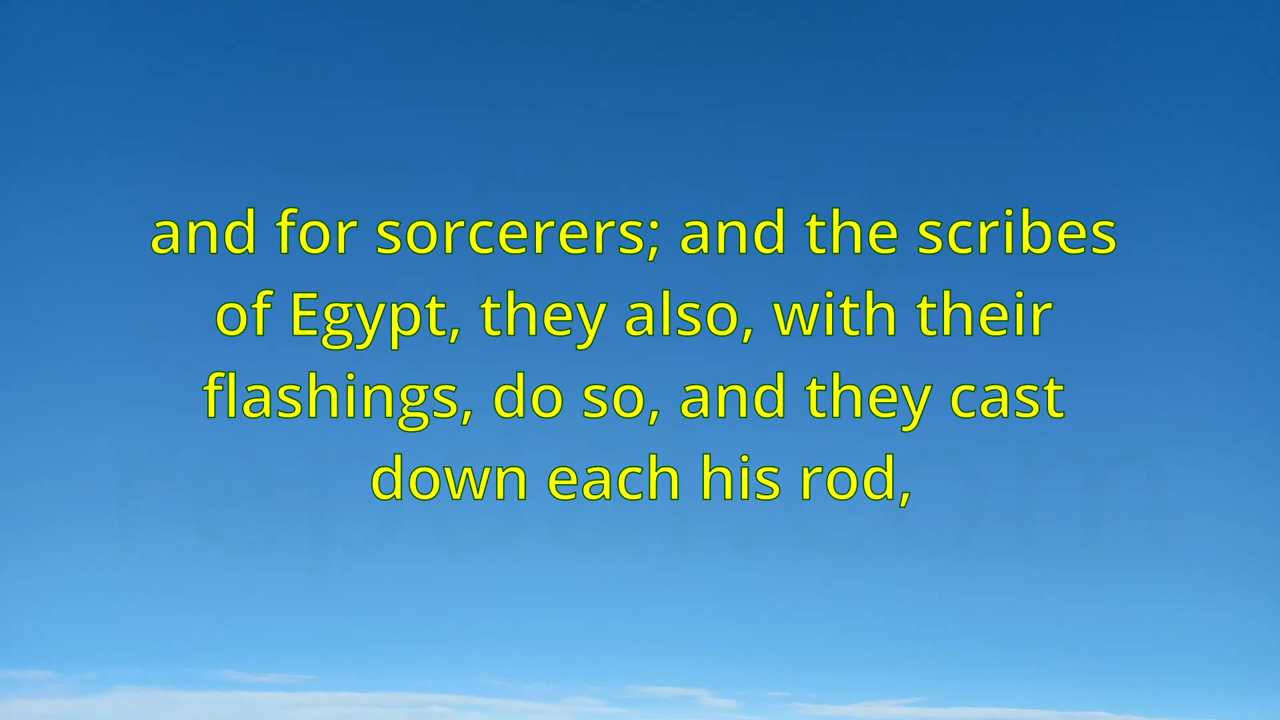 and for sorcerers; and the scribes
of Egypt, they also, with their
flashings, do so, and they cast
down each his rod,